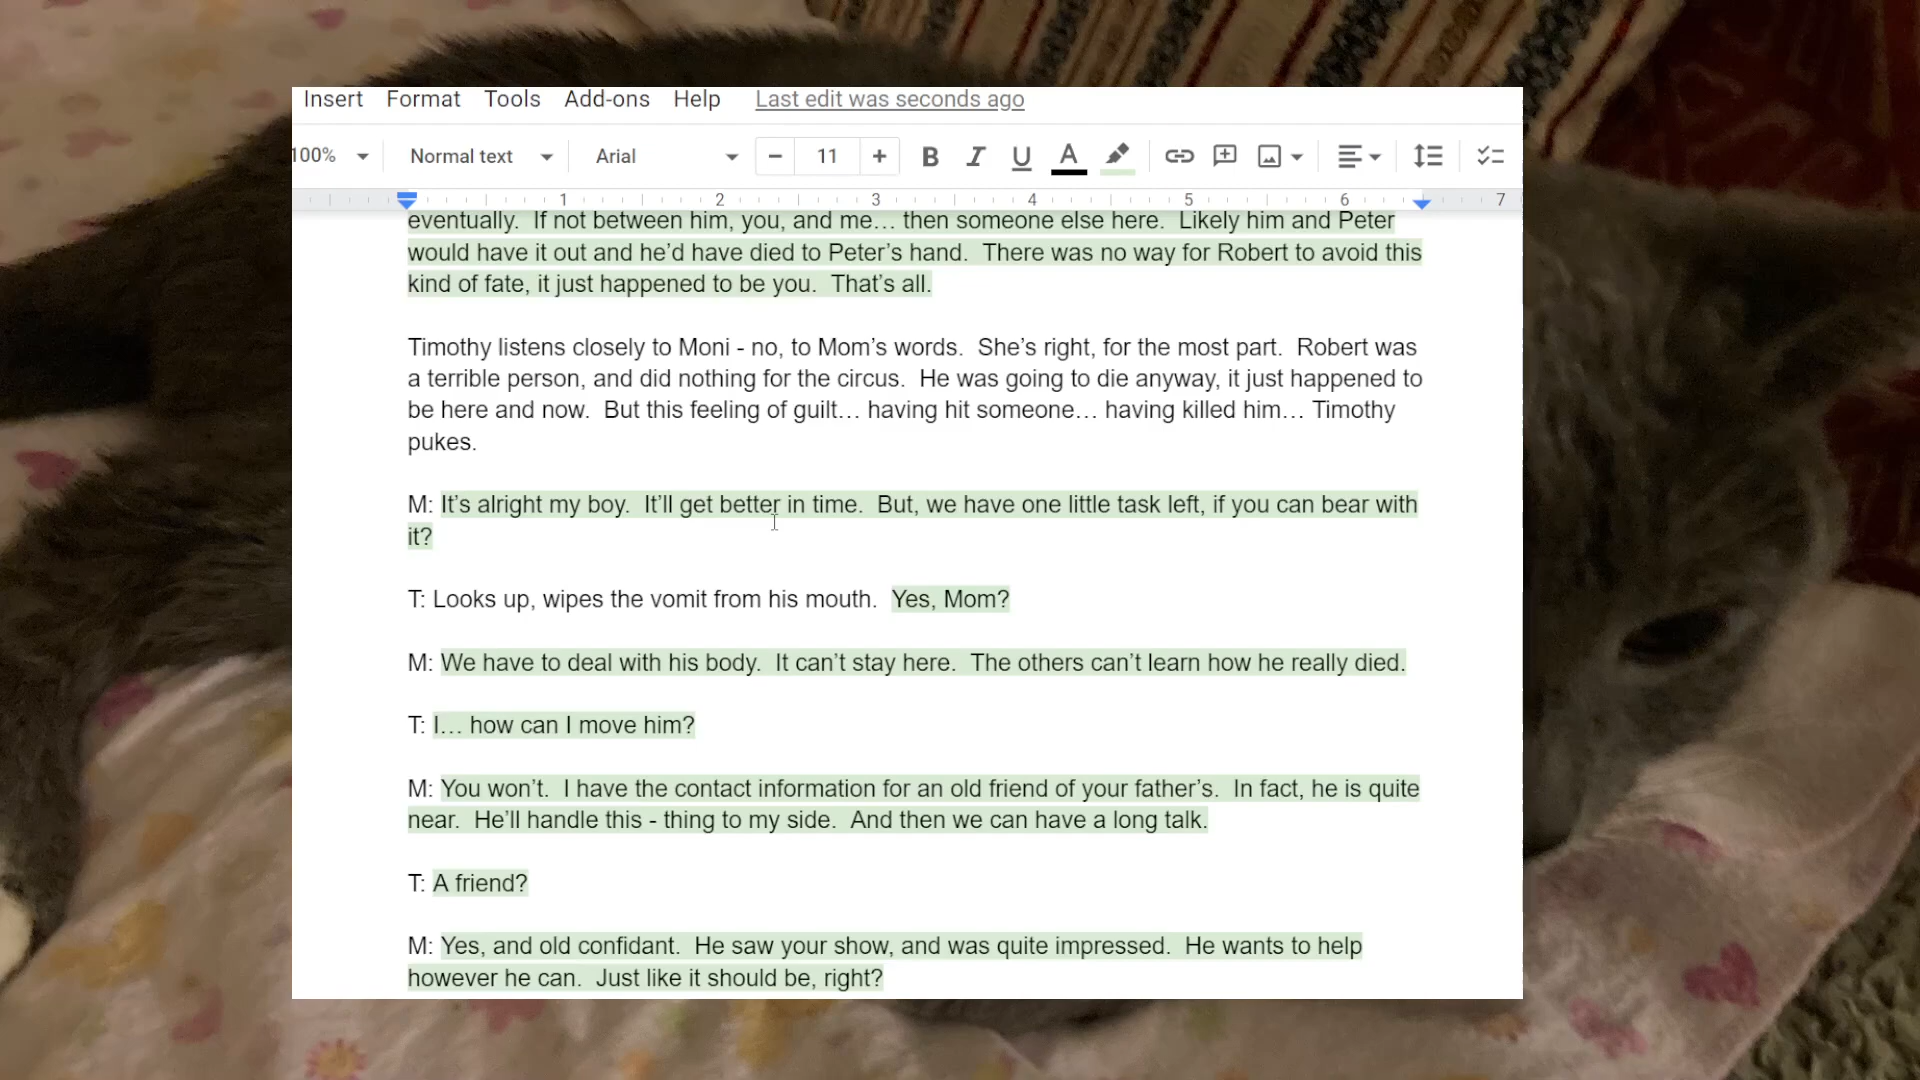 Insert Format Tools Add-ons Help Last edit was seconds ago
100% Normal text Arial 11 B I U A
1 2 3 4 5 6 7
eventually.  If not between him, you, and me… then someone else here.  Likely him and Peter
would have it out and he’d have died to Peter’s hand.  There was no way for Robert to avoid this
kind of fate, it just happened to be you.  That’s all.
Timothy listens closely to Moni - no, to Mom’s words.  She’s right, for the most part.  Robert was
a terrible person, and did nothing for the circus.  He was going to die anyway, it just happened to
be here and now.  But this feeling of guilt… having hit someone… having killed him… Timothy
pukes.
M: It’s alright my boy.  It’ll get better in time.  But, we have one little task left, if you can bear with
it?
T: Looks up, wipes the vomit from his mouth.  Yes, Mom?
M: We have to deal with his body.  It can’t stay here.  The others can’t learn how he really died.
T: I… how can I move him?
M: You won’t.  I have the contact information for an old friend of your father’s.  In fact, he is quite
near.  He’ll handle this - thing to my side.  And then we can have a long talk.
T: A friend?
M: Yes, and old confidant.  He saw your show, and was quite impressed.  He wants to help
however he can.  Just like it should be, right?